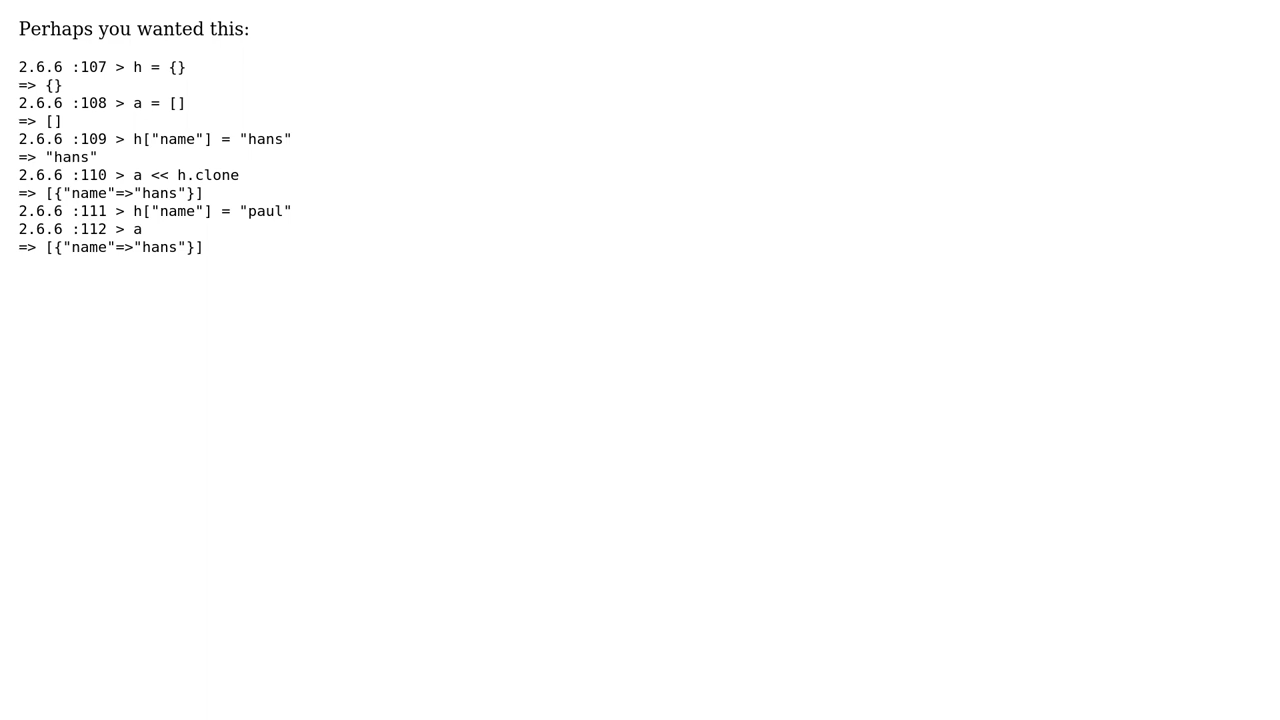 Perhaps you wanted this:
2.6.6 :107 > h = {}
=> {}
2.6.6 :108 > a = []
=> []
2.6.6 :109 > h["name"] = "hans"
=> "hans"
2.6.6 :110 > a << h.clone
=> [{"name"=>"hans"}]
2.6.6 :111 > h["name"] = "paul"
2.6.6 :112 > a
=> [{"name"=>"hans"}]